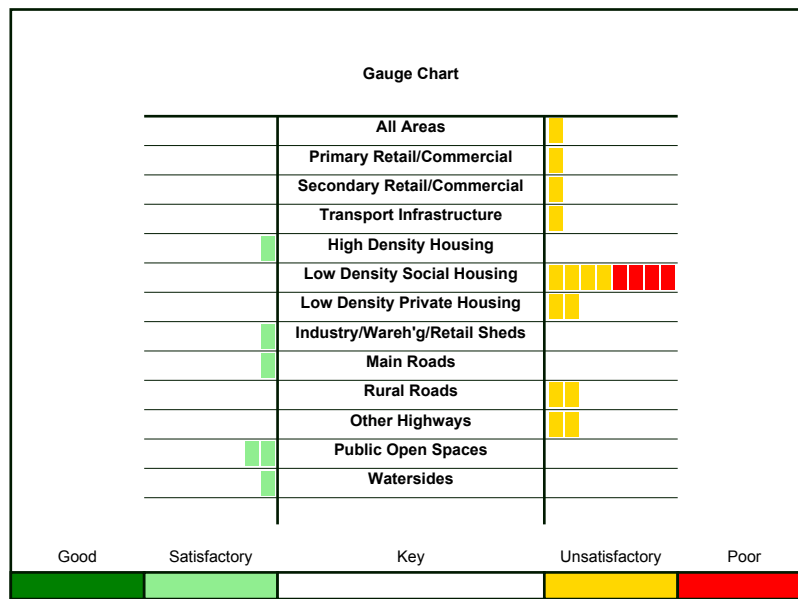 Gauge Chart
All Areas
Primary Retail/Commercial
Secondary Retail/Commercial
Transport Infrastructure
High Density Housing
Low Density Social Housing
Low Density Private Housing
Industry/Wareh'g/Retail Sheds
Main Roads
Rural Roads
Other Highways
Public Open Spaces
Watersides
Good Satisfactory Key Unsatisfactory Poor